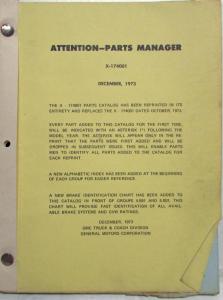 ATTENTION-PARTS MANAGER
X-174001
DECEMBER, 1973
THE X - 174001 PARTS CATALOG HAS BEEN REPRINTED IN ITS
ENTIRETY AND REPLACES THE X - 174001 DATED OCTOBER, 1973.
EVERY PART ADDED TO THIS CATALOG FOR THE FIRST TIME,
WILL BE INDICATED WITH AN ASTERISK (*) FOLLOWING THE
MODEL YEAR. THE ASTERISK WILL APPEAR ONLY IN THE RE-
PRINT THAT THE PARTS WERE FIRST ADDED AND WILL BE
DROPPED IN SUBSEQUENT ISSUES. THIS WILL ENABLE PARTS
MEN TO IDENTIFY ALL PARTS ADDED TO THE CATALOG FOR
EACH REPRINT.
A NEW ALPHABETIC INDEX HAS BEEN ADDED AT THE BEGINNING
OF EACH GROUP FOR EASIER REFERENCE.
A NEW BRAKE IDENTIFICATION CHART HAS BEEN ADDED TO
THIS CATALOG IN FRONT OF GROUPS 4.001 AND 5.001. THIS
CHART WILL PROVIDE FAST IDENTIFICATION OF ALL AVAIL-
ABLE BRAKE SYSTEMS AND GVW RATINGS.
DECEMBER, 1973
GMC TRUCK & COACH DIVISION
GENERAL MOTORS CORPORATION